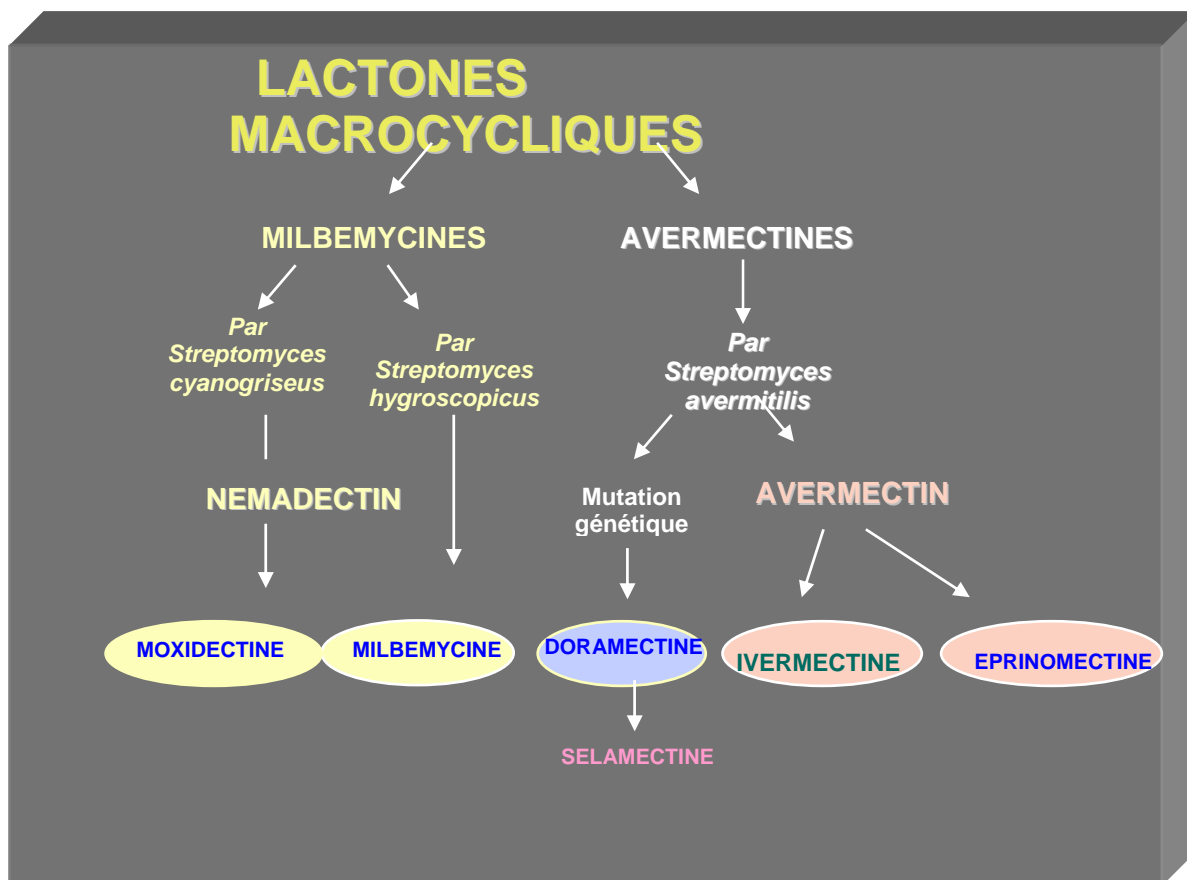 LACTONES
MACROCYCLIQUES
MILBEMYCINES
AVERMECTINES
Par
Streptomyces
cyanogriseus
Par
Streptomyces
hygroscopicus
Par
Streptomyces
avermitilis
NEMADECTIN
Mutation
génétique
AVERMECTIN
MOXIDECTINE
MILBEMYCINE
DORAMECTINE
IVERMECTINE
EPRINOMECTINE
SELAMECTINE